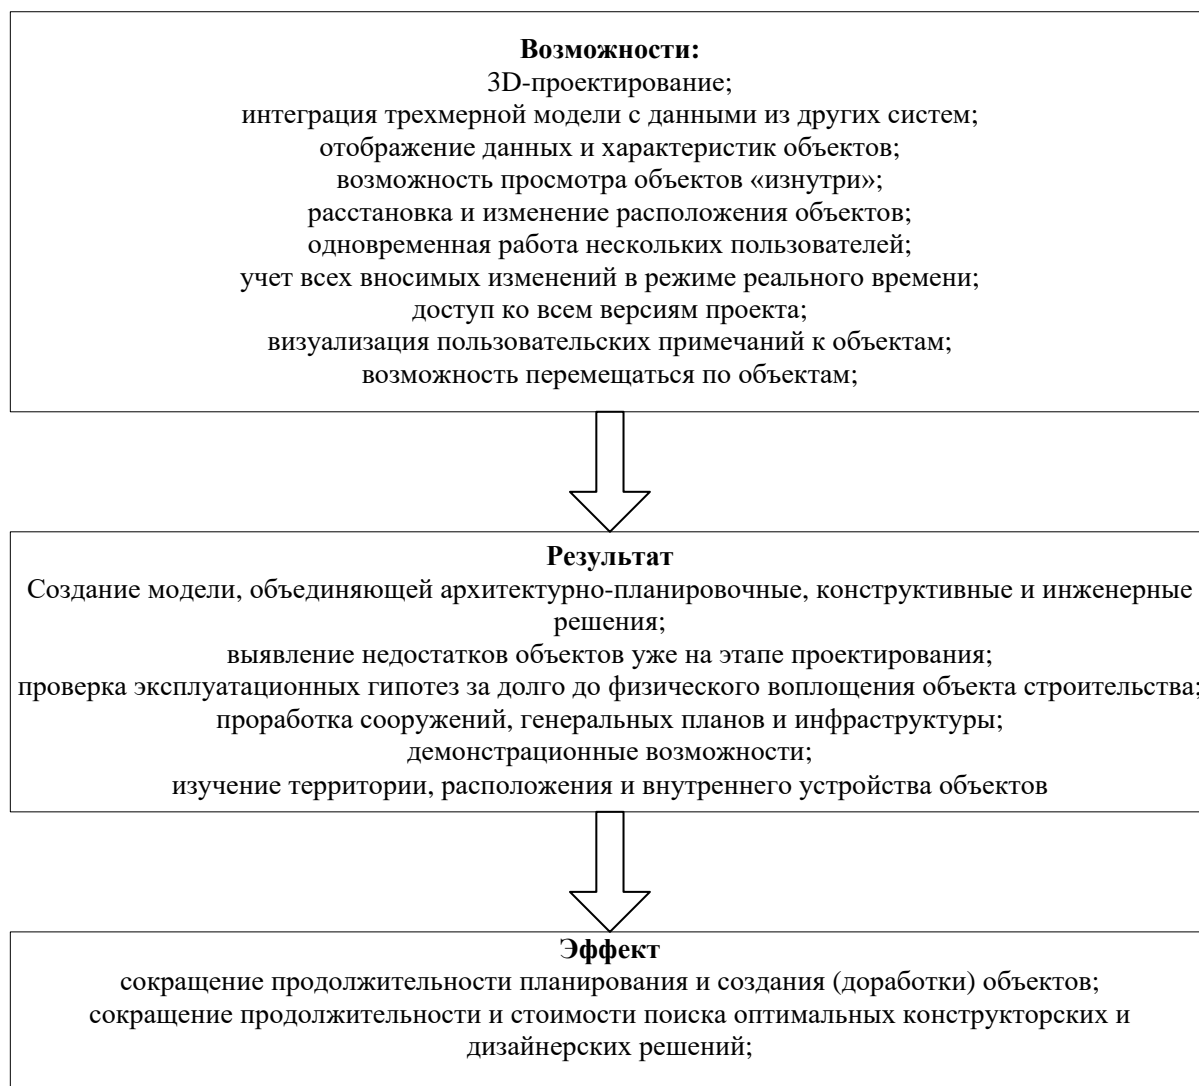 Возможности:
3D-проектирование;
интеграция трехмерной модели с данными из других систем;
отображение данных и характеристик объектов;
возможность просмотра объектов «изнутри»;
расстановка и изменение расположения объектов;
одновременная работа нескольких пользователей;
учет всех вносимых изменений в режиме реального времени;
доступ ко всем версиям проекта;
визуализация пользовательских примечаний к объектам;
возможность перемещаться по объектам;
Результат
Создание модели, объединяющей архитектурно-планировочные, конструктивные и инженерные
решения;
выявление недостатков объектов уже на этапе проектирования;
проверка эксплуатационных гипотез за долго до физического воплощения объекта строительства;
проработка сооружений, генеральных планов и инфраструктуры;
демонстрационные возможности;
изучение территории, расположения и внутреннего устройства объектов
Эффект
сокращение продолжительности планирования и создания (доработки) объектов;
сокращение продолжительности и стоимости поиска оптимальных конструкторских и
дизайнерских решений;